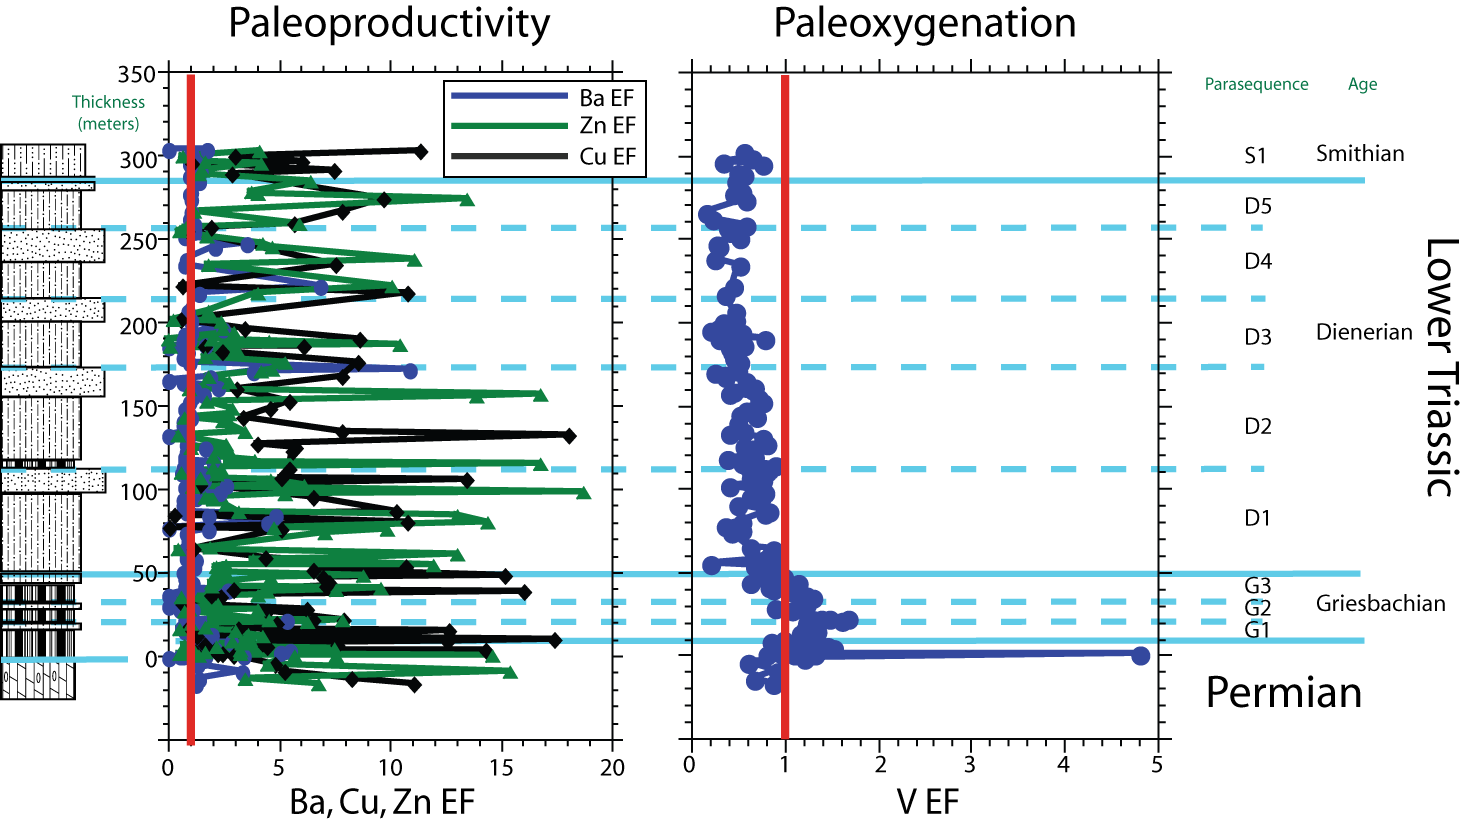 Paleoproductivity
Paleoxygenation
Thickness
(meters)
350
300
250
200
150
100
50
0
Ba EF
Zn EF
Cu EF
0
5
10
15
20
Ba, Cu, Zn EF
0
1
2
3
4
5
V EF
Parasequence
Age
S1
Smithian
D5
D4
D3
Dienerian
D2
D1
G3
G2
Griesbachian
G1
Permian
Lower Triassic